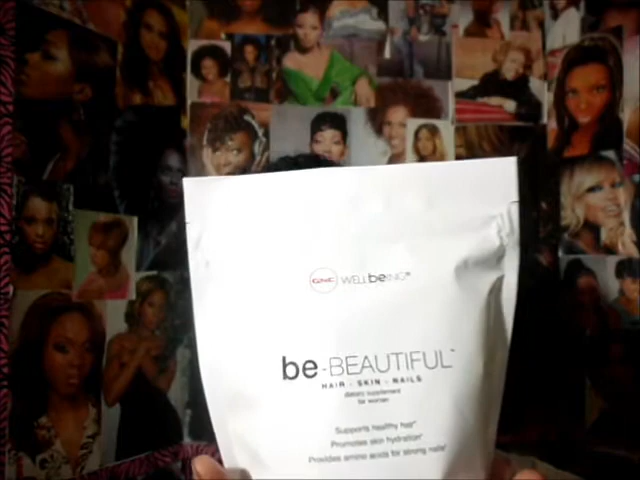 GNC WELLbeING®
be-BEAUTIFUL™
HAIR · SKIN · NAILS
dietary supplement
for women
Supports healthy hair*
Promotes skin hydration*
Provides amino acids for strong nails*